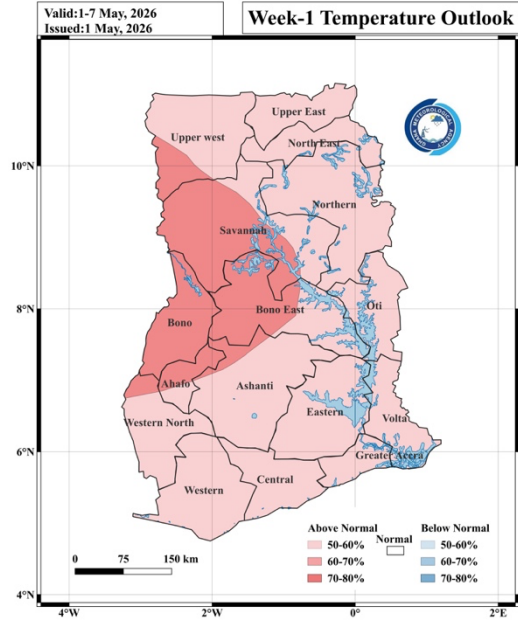 Valid:1-7 May, 2026
Issued:1 May, 2026
Week-1 Temperature Outlook
Upper East
Upper west
North East
10°N
Northern
Savannah
8°N
Bono East
Oti
Bono
Ahafo
Ashanti
Eastern
Western North
Volta
6°N
Greater Accra
Central
Western
Above Normal
Normal
Below Normal
50-60%
50-60%
60-70%
60-70%
70-80%
70-80%
0 75 150 km
4°N
4°W 2°W 0° 2°E